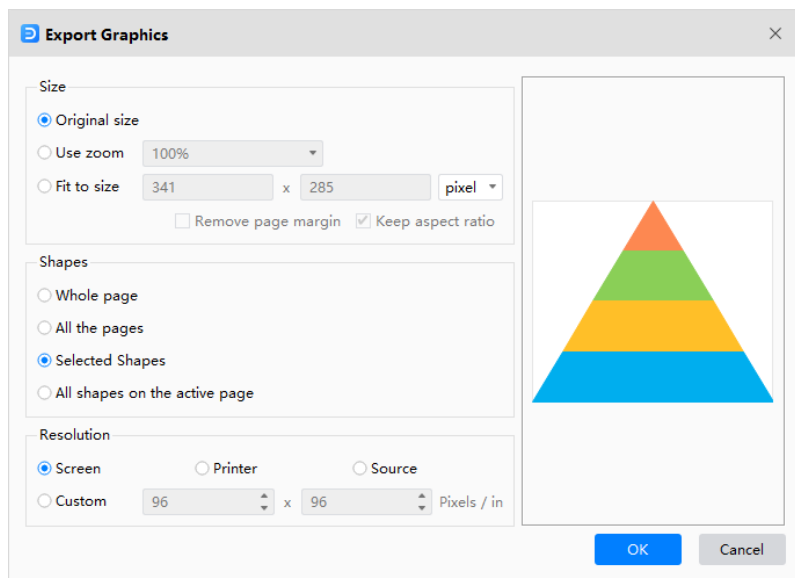 Export Graphics
Size
Original size
Use zoom 100%
Fit to size 341 x 285 pixel
Remove page margin Keep aspect ratio
Shapes
Whole page
All the pages
Selected Shapes
All shapes on the active page
Resolution
Screen Printer Source
Custom 96 x 96 Pixels / in
OK Cancel